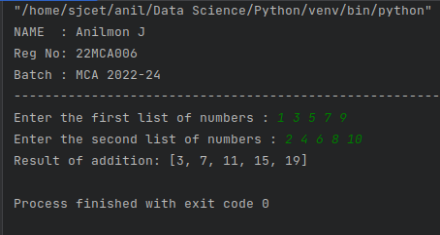 "/home/sjcet/anil/Data Science/Python/venv/bin/python"
NAME  : Anilmon J
Reg No: 22MCA006
Batch : MCA 2022-24
-----------------------------------------------------
Enter the first list of numbers : 1 3 5 7 9
Enter the second list of numbers : 2 4 6 8 10
Result of addition: [3, 7, 11, 15, 19]
Process finished with exit code 0